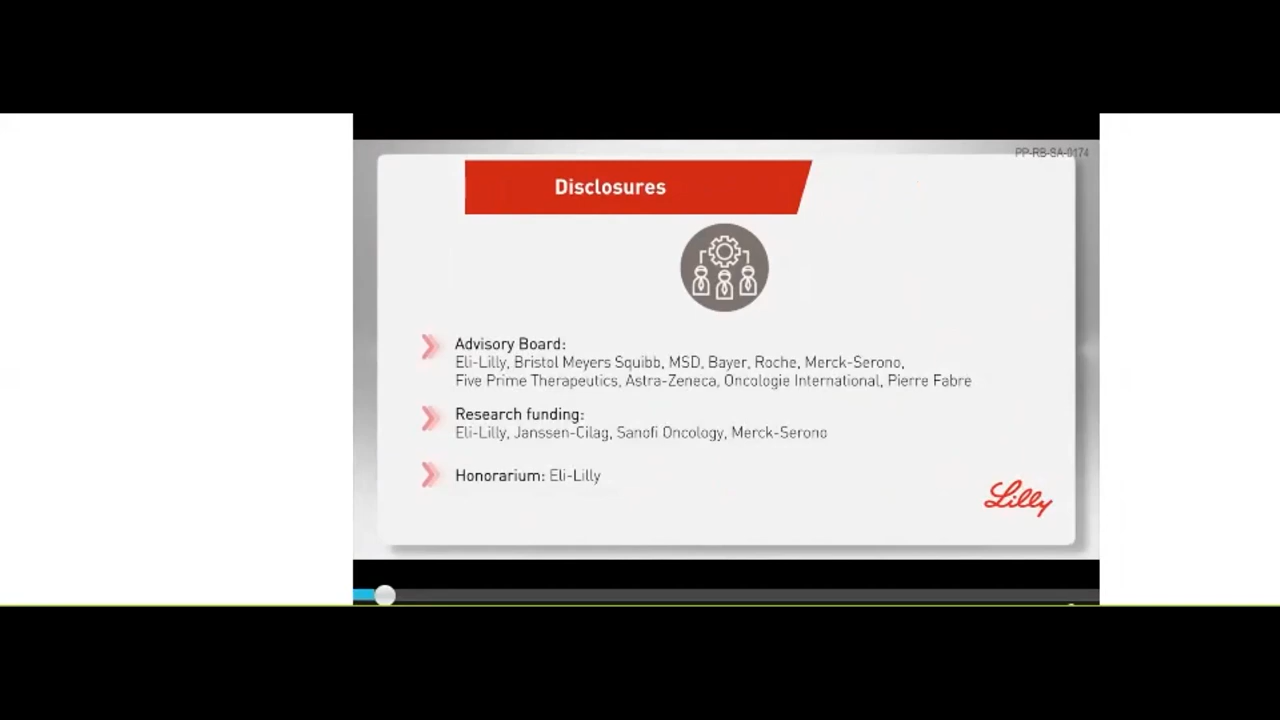 PP-RB-SA-0174
Disclosures
Advisory Board:
Eli-Lilly, Bristol Meyers Squibb, MSD, Bayer, Roche, Merck-Serono,
Five Prime Therapeutics, Astra-Zeneca, Oncologie International, Pierre Fabre
Research funding:
Eli-Lilly, Janssen-Cilag, Sanofi Oncology, Merck-Serono
Honorarium: Eli-Lilly
Lilly